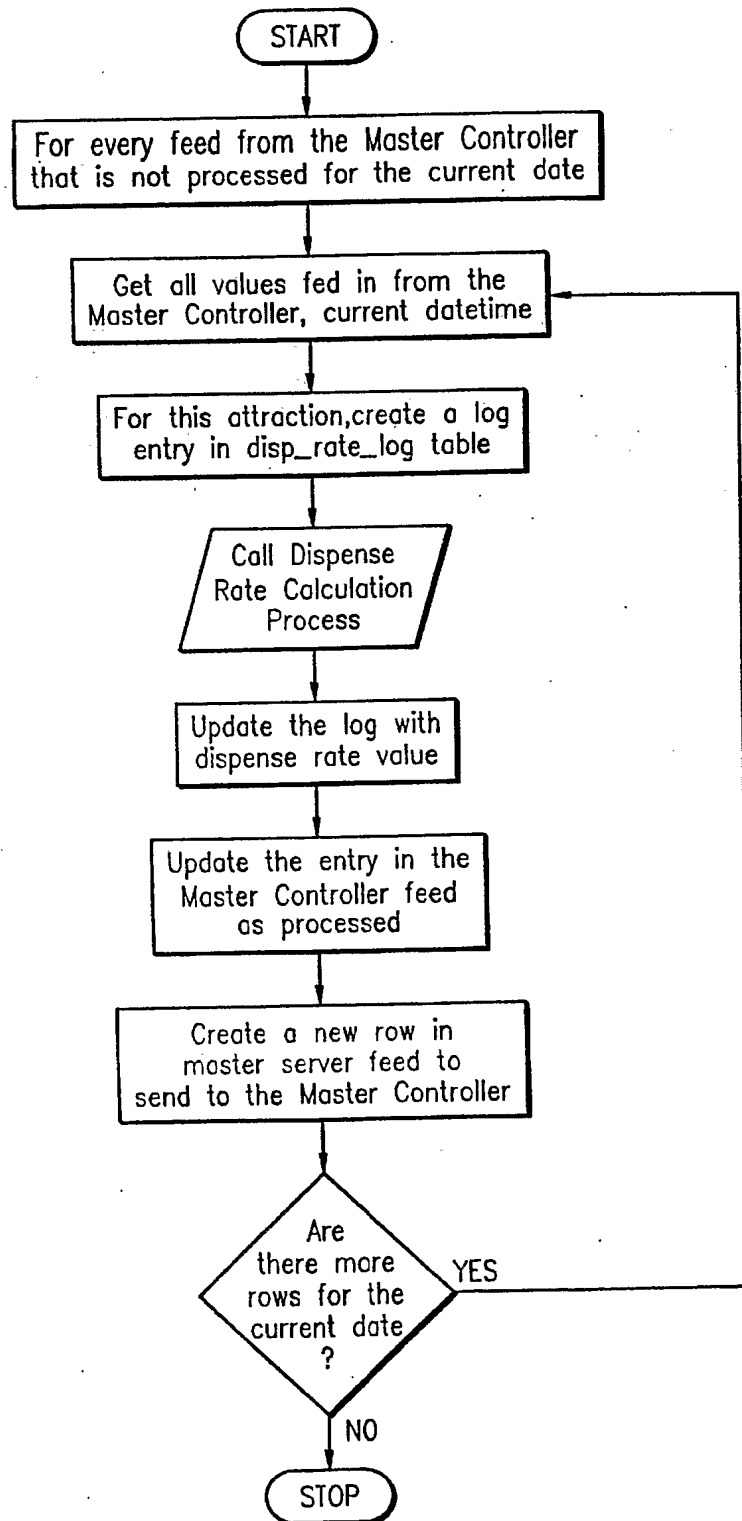 START
For every feed from the Master Controller
that is not processed for the current date
Get all values fed in from the
Master Controller, current datetime
For this attraction,create a log
entry in disp_rate_log table
Call Dispense
Rate Calculation
Process
Update the log with
dispense rate value
Update the entry in the
Master Controller feed
as processed
Create a new row in
master server feed to
send to the Master Controller
Are
there more
rows for the
current date
?
YES
NO
STOP